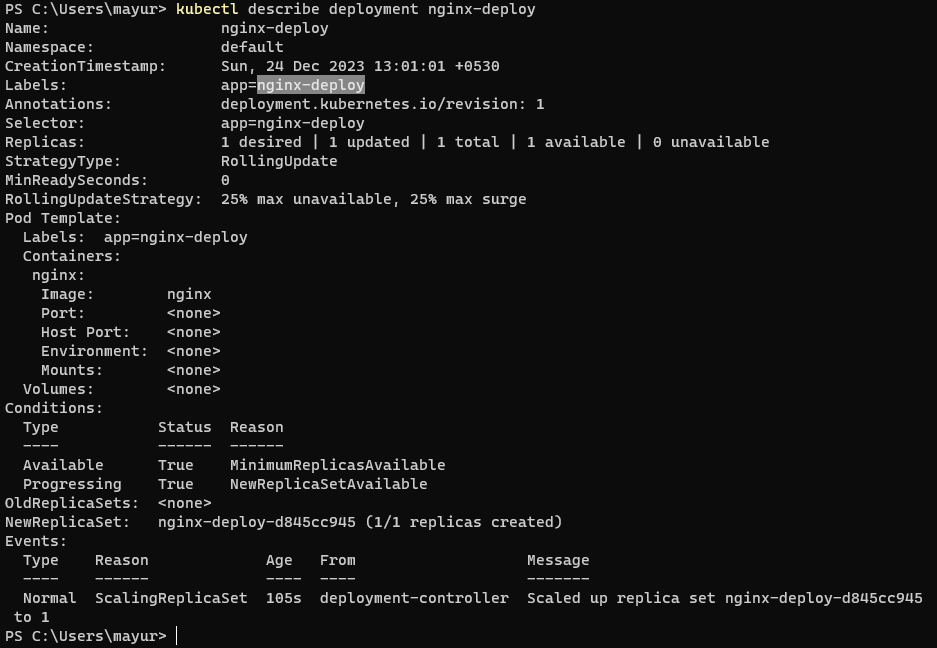 PS C:\Users\mayur> kubectl describe deployment nginx-deploy
Name:                   nginx-deploy
Namespace:              default
CreationTimestamp:      Sun, 24 Dec 2023 13:01:01 +0530
Labels:                 app=nginx-deploy
Annotations:            deployment.kubernetes.io/revision: 1
Selector:               app=nginx-deploy
Replicas:               1 desired | 1 updated | 1 total | 1 available | 0 unavailable
StrategyType:           RollingUpdate
MinReadySeconds:        0
RollingUpdateStrategy:  25% max unavailable, 25% max surge
Pod Template:
  Labels:  app=nginx-deploy
  Containers:
   nginx:
    Image:        nginx
    Port:         <none>
    Host Port:    <none>
    Environment:  <none>
    Mounts:       <none>
  Volumes:        <none>
Conditions:
  Type           Status  Reason
  ----           ------  ------
  Available      True    MinimumReplicasAvailable
  Progressing    True    NewReplicaSetAvailable
OldReplicaSets:  <none>
NewReplicaSet:   nginx-deploy-d845cc945 (1/1 replicas created)
Events:
  Type    Reason             Age   From                   Message
  ----    ------             ----  ----                   -------
  Normal  ScalingReplicaSet  105s  deployment-controller  Scaled up replica set nginx-deploy-d845cc945
 to 1
PS C:\Users\mayur>